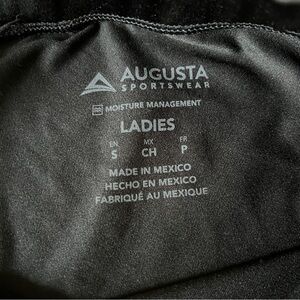 AUGUSTA
SPORTSWEAR
MOISTURE MANAGEMENT
LADIES
EN MX FR
S CH P
MADE IN MEXICO
HECHO EN MEXICO
FABRIQUÉ AU MEXIQUE